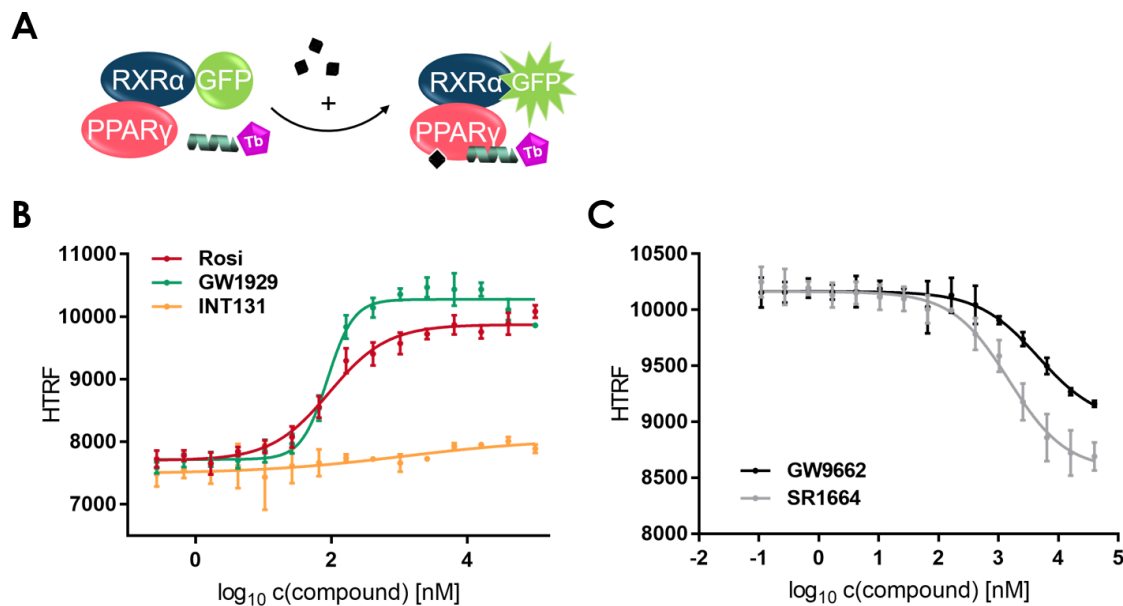 A
RXRα GFP
PPARγ
Tb
+
RXRα GFP
PPARγ
Tb
B
11000
10000
9000
8000
7000
HTRF
0 2 4
log10 c(compound) [nM]
Rosi
GW1929
INT131
C
10500
10000
9500
9000
8500
8000
HTRF
-2 -1 0 1 2 3 4 5
log10 c(compound) [nM]
GW9662
SR1664